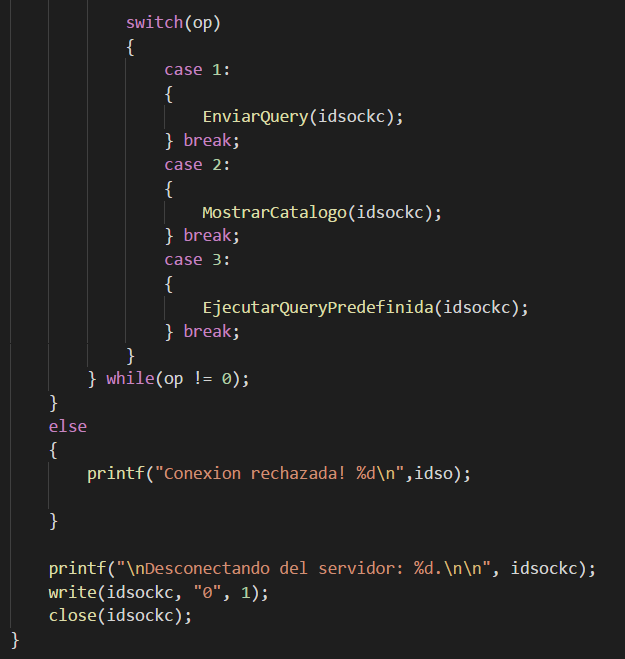 switch(op)
{
case 1:
{
EnviarQuery(idsockc);
} break;
case 2:
{
MostrarCatalogo(idsockc);
} break;
case 3:
{
EjecutarQueryPredefinida(idsockc);
} break;
}
} while(op != 0);
}
else
{
printf("Conexion rechazada! %d\n",idso);
}
printf("\nDesconectando del servidor: %d.\n\n", idsockc);
write(idsockc, "0", 1);
close(idsockc);
}